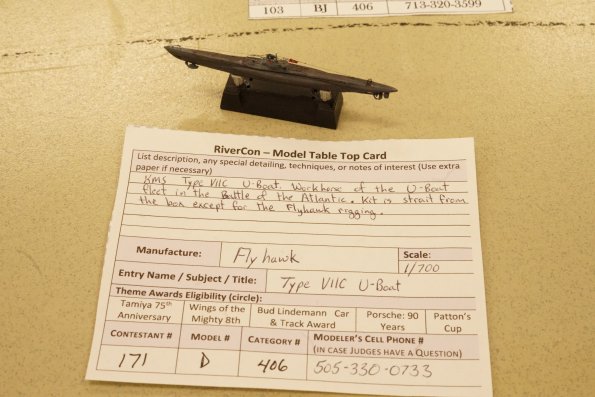 103 BJ 406 713-320-3599
RiverCon – Model Table Top Card
List description, any special detailing, techniques, or notes of interest (Use extra
paper if necessary)
KMS Type VIIC U-Boat. Workhorse of the U-Boat
fleet in the Battle of the Atlantic. Kit is strait from
the box except for the Flyhawk rigging.
Manufacture: Flyhawk Scale:
1/700
Entry Name / Subject / Title: Type VIIC U-Boat
Theme Awards Eligibility (circle):
Tamiya 75th Wings of the Bud Lindemann Car Porsche: 90 Patton's
Anniversary Mighty 8th & Track Award Years Cup
Contestant # Model # Category # Modeler's Cell Phone #
(in case judges have a question)
171 D 406 505-330-0733